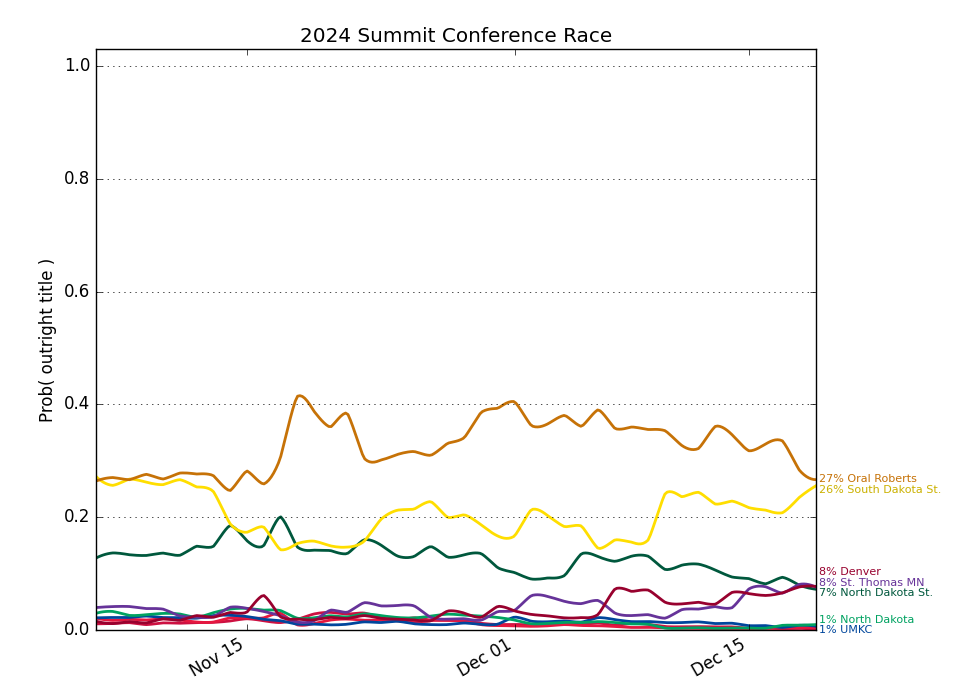 2024 Summit Conference Race
Prob( outright title )
1.0
0.8
0.6
0.4
0.2
0.0
27% Oral Roberts
26% South Dakota St.
8% Denver
8% St. Thomas MN
7% North Dakota St.
1% North Dakota
1% UMKC
Nov 15
Dec 01
Dec 15